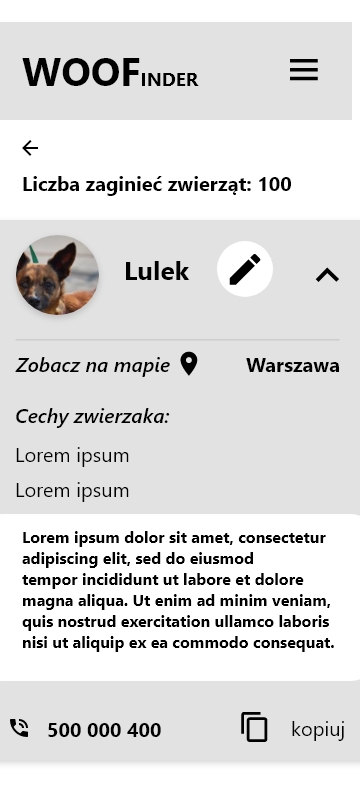 WOOFINDER
Liczba zaginieć zwierząt: 100
Lulek
Zobacz na mapie Warszawa
Cechy zwierzaka:
Lorem ipsum
Lorem ipsum
Lorem ipsum dolor sit amet, consectetur
adipiscing elit, sed do eiusmod
tempor incididunt ut labore et dolore
magna aliqua. Ut enim ad minim veniam,
quis nostrud exercitation ullamco laboris
nisi ut aliquip ex ea commodo consequat.
500 000 400 kopiuj